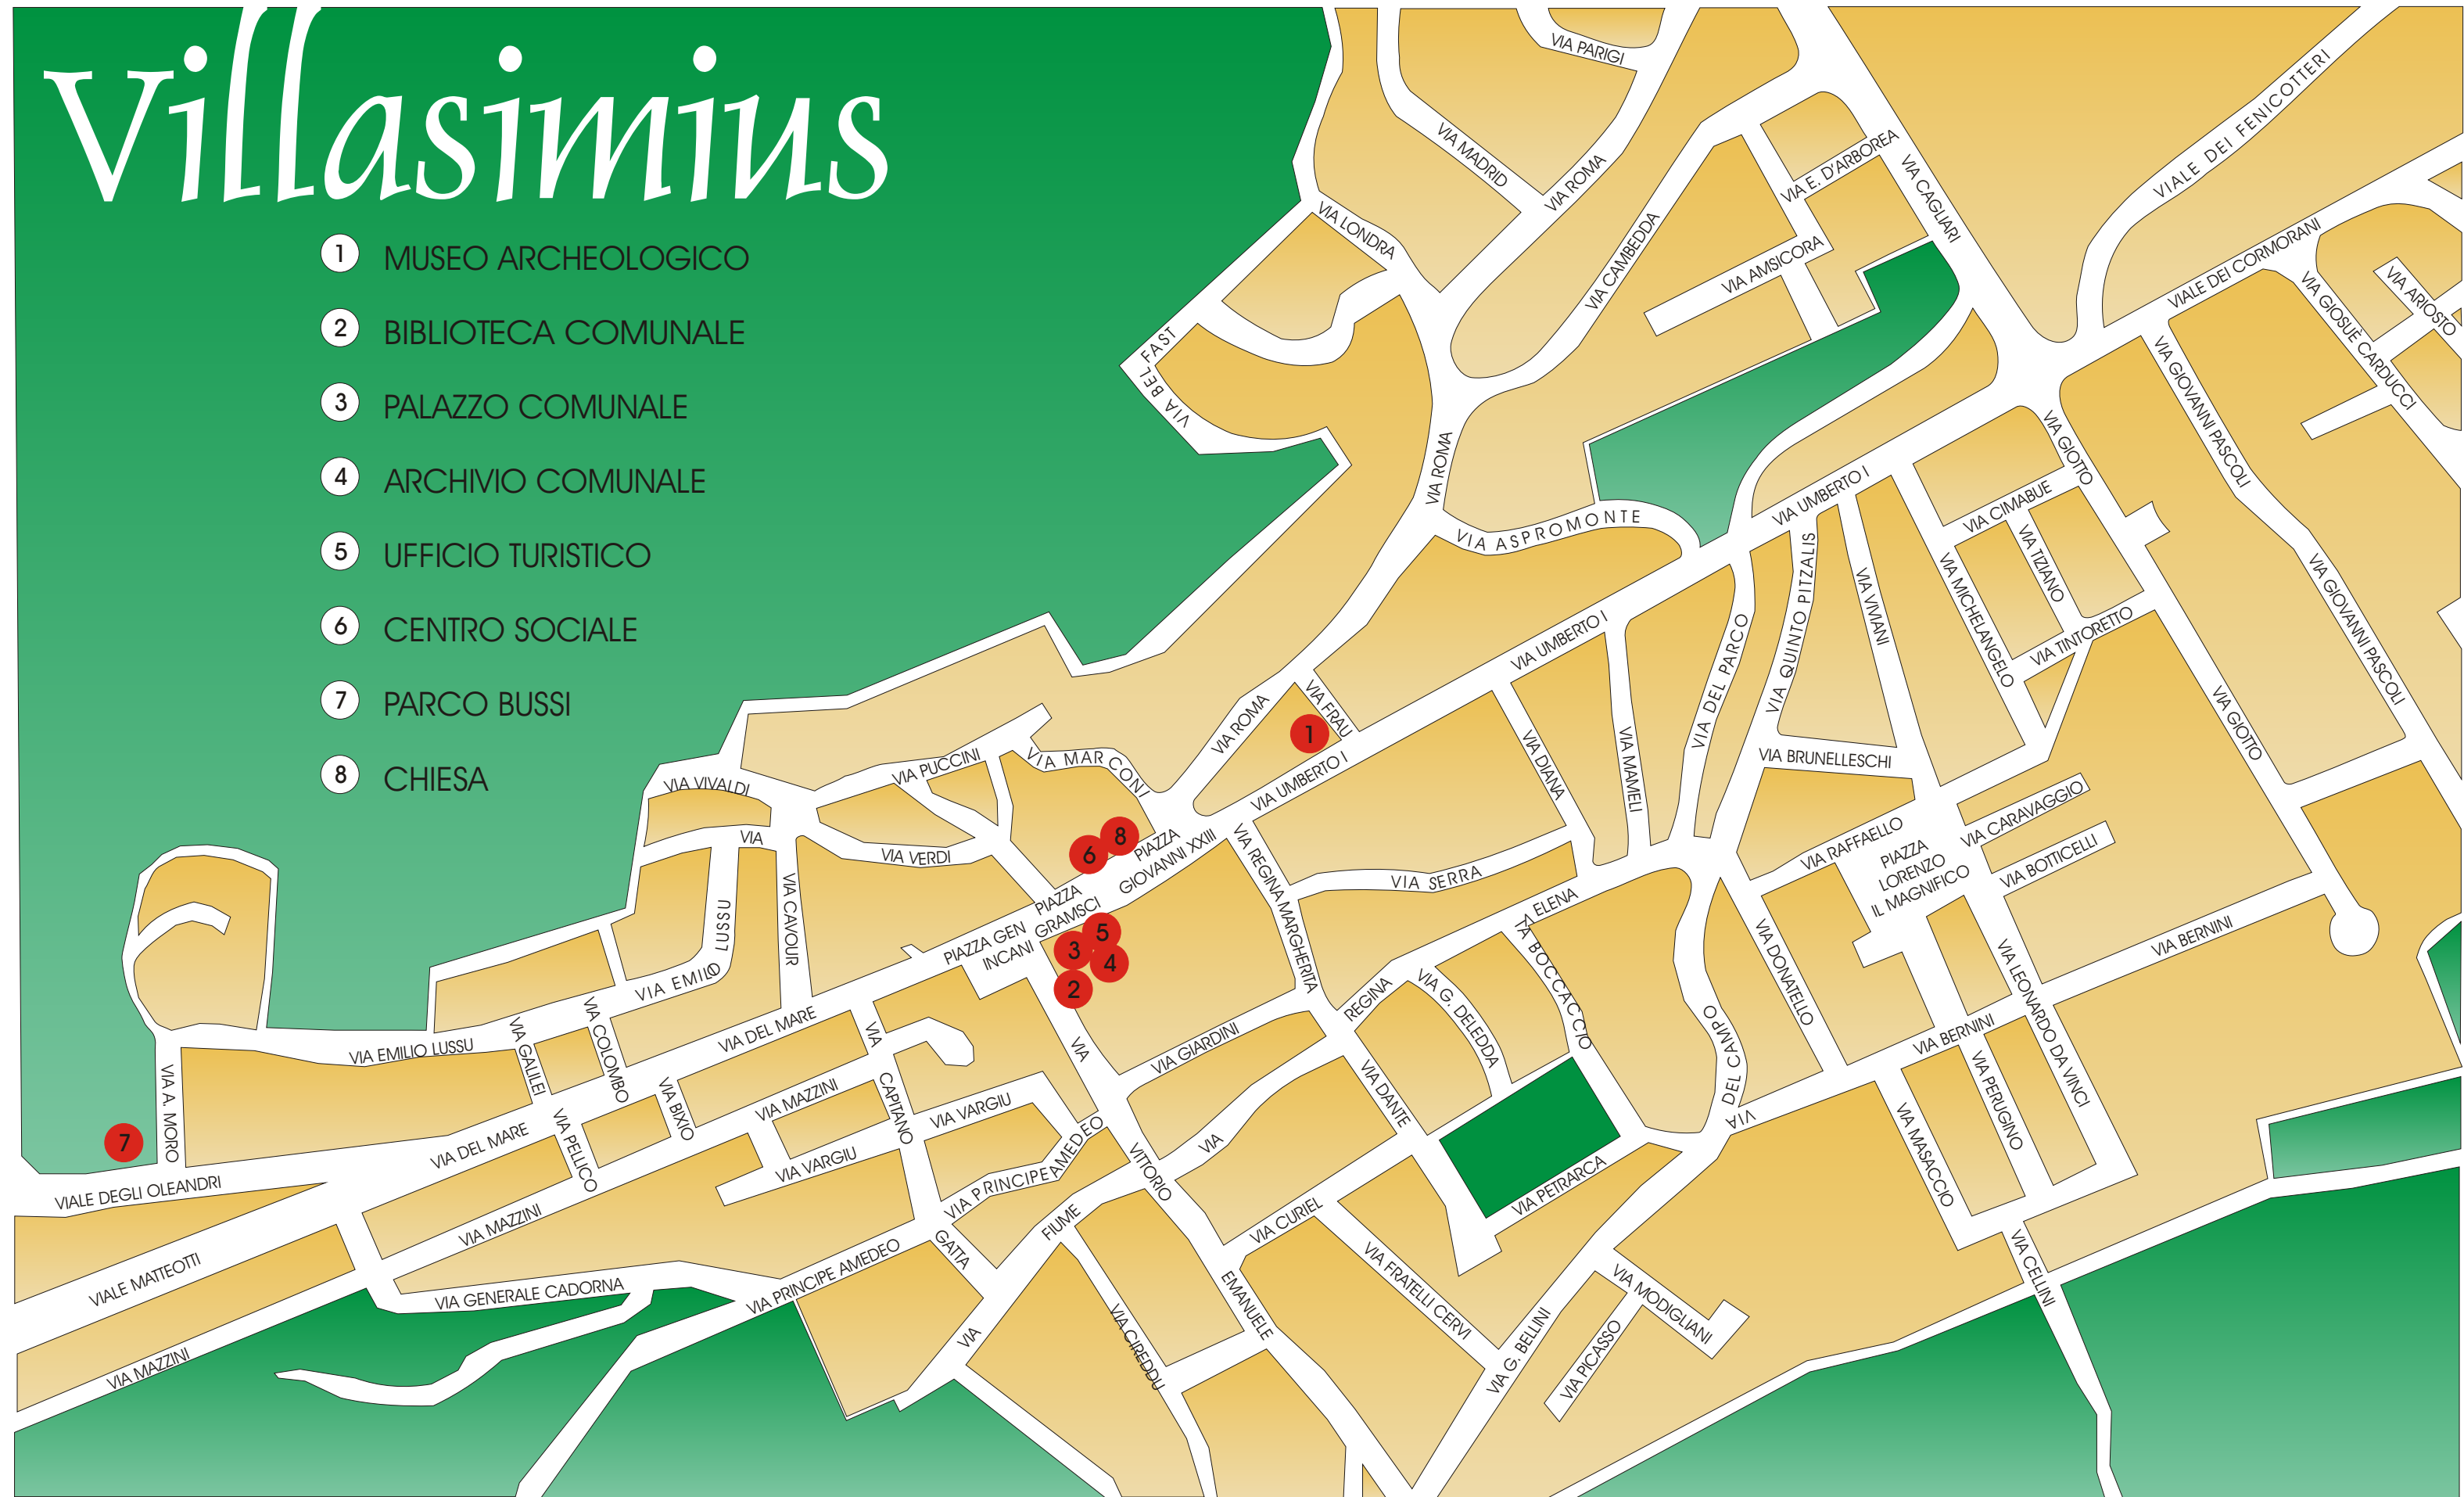 Villasimius
1 MUSEO ARCHEOLOGICO
2 BIBLIOTECA COMUNALE
3 PALAZZO COMUNALE
4 ARCHIVIO COMUNALE
5 UFFICIO TURISTICO
6 CENTRO SOCIALE
7 PARCO BUSSI
8 CHIESA
VIA PARIGI
VIA MADRID
VIA ROMA
VIA LONDRA
VIA BEL FAST
VIA CAMBEDDA
VIA E. D'ARBOREA
VIA AMSICORA
VIA CAGLIARI
VIALE DEI FENICOTTERI
VIALE DEI CORMORANI
VIA GIOSUÈ CARDUCCI
VIA ARIOSTO
VIA GIOVANNI PASCOLI
VIA GIOTTO
VIA ROMA
VIA ASPROMONTE
VIA UMBERTO I
VIA CIMABUE
VIA TIZIANO
VIA MICHELANGELO
VIA TINTORETTO
VIA GIOVANNI PASCOLI
VIA QUINTO PITZALIS
VIA VIVIANI
VIA UMBERTO I
VIA DEL PARCO
VIA ROMA
VIA FRAU
1
VIA UMBERTO I
VIA DIANA
VIA MAMELI
VIA BRUNELLESCHI
VIA GIOTTO
VIA CARAVAGGIO
VIA BOTTICELLI
VIA RAFFAELLO
PIAZZA
LORENZO
IL MAGNIFICO
VIA BERNINI
VIA VIVALDI
VIA PUCCINI
VIA MARCONI
VIA
VIA VERDI
8
6
PIAZZA
GIOVANNI XXIII
VIA REGINA MARGHERITA
VIA SERRA
VIA CAVOUR
LUSSU
VIA EMILO
PIAZZA
GRAMSCI
PIAZZA GEN
INCANI
5
3
4
2
ELENA
VIA
REGINA
TA BOCCACCIO
VIA G. DELEDDA
VIA DONATELLO
VIA LEONARDO DA VINCI
VIA BERNINI
VIA PERUGINO
VIA MASACCIO
VIA DEL CAMPO
VIA EMILIO LUSSU
VIA GALILEI
VIA COLOMBO
VIA DEL MARE
VIA
CAPITANO
VIA
VIA GIARDINI
VIA DANTE
VIA A. MORO
7
VIA DEL MARE
VIA PELLICO
VIA BIXIO
VIA MAZZINI
VIA VARGIU
VIA VARGIU
VIA PRINCIPE AMEDEO
VITTORIO
VIA
VIA CURIEL
VIA PETRARCA
VIALE DEGLI OLEANDRI
VIALE MATTEOTTI
VIA MAZZINI
VIA MAZZINI
VIA GENERALE CADORNA
VIA PRINCIPE AMEDEO
GATTA
FIUME
VIA
VIA CIREDDU
EMANUELE
VIA FRATELLI CERVI
VIA G. BELLINI
VIA MODIGLIANI
VIA PICASSO
VIA CELLINI